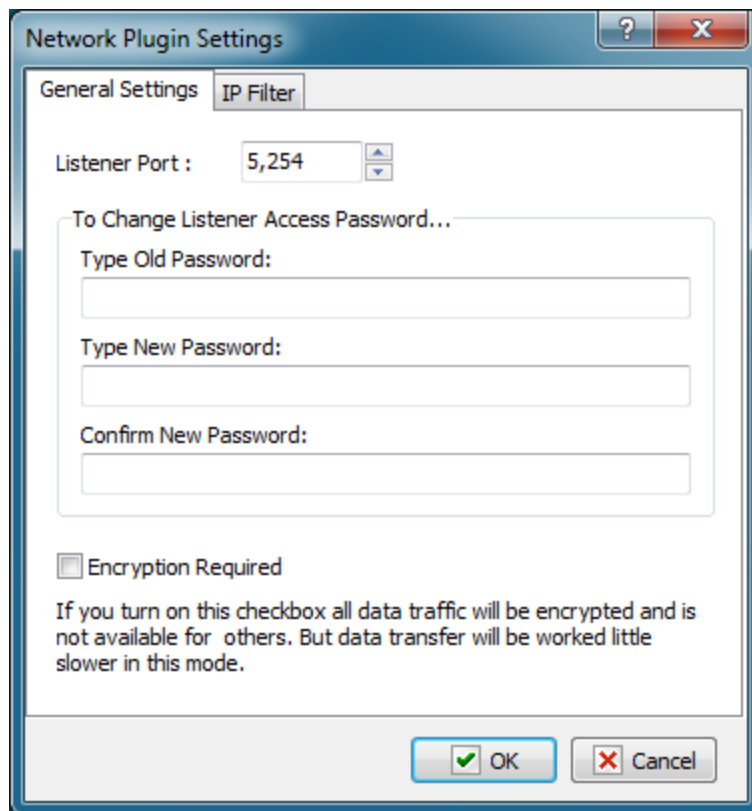 Network Plugin Settings
?
General Settings
IP Filter
Listener Port :
5,254
To Change Listener Access Password...
Type Old Password:
Type New Password:
Confirm New Password:
Encryption Required
If you turn on this checkbox all data traffic will be encrypted and is
not available for  others. But data transfer will be worked little
slower in this mode.
OK
Cancel